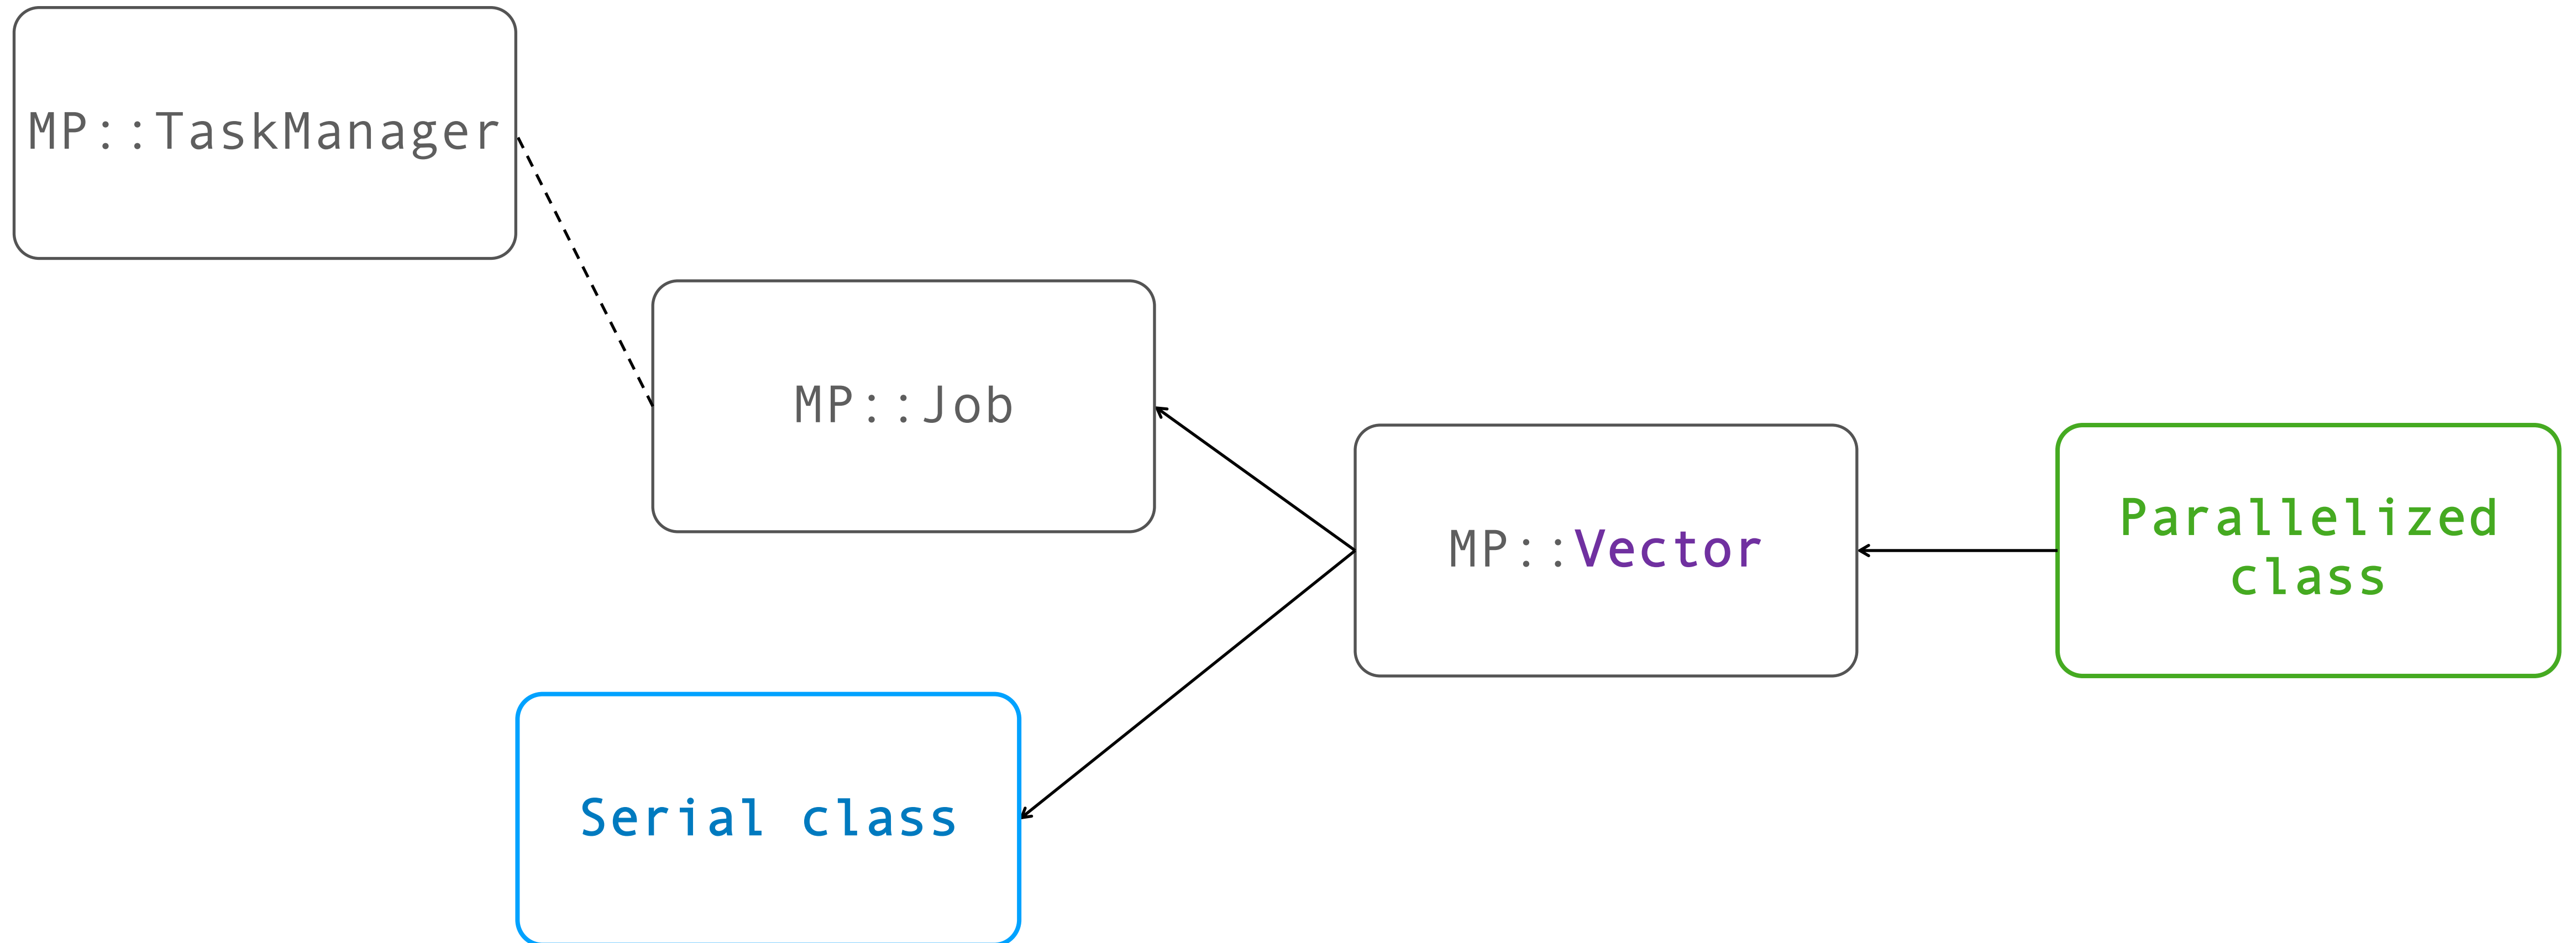 MP::TaskManager
MP::Job
MP::Vector
Parallelized
class
Serial class